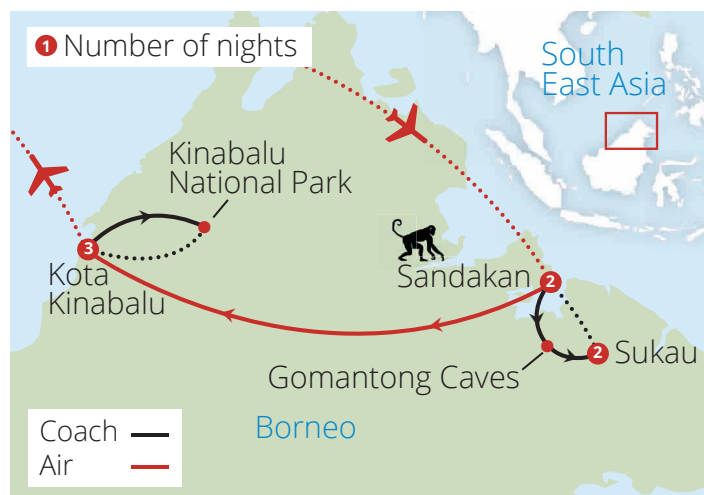 1 Number of nights
South
East Asia
Kinabalu
National Park
3
Kota
Kinabalu
Sandakan
2
2 Sukau
Gomantong Caves
Borneo
Coach
Air